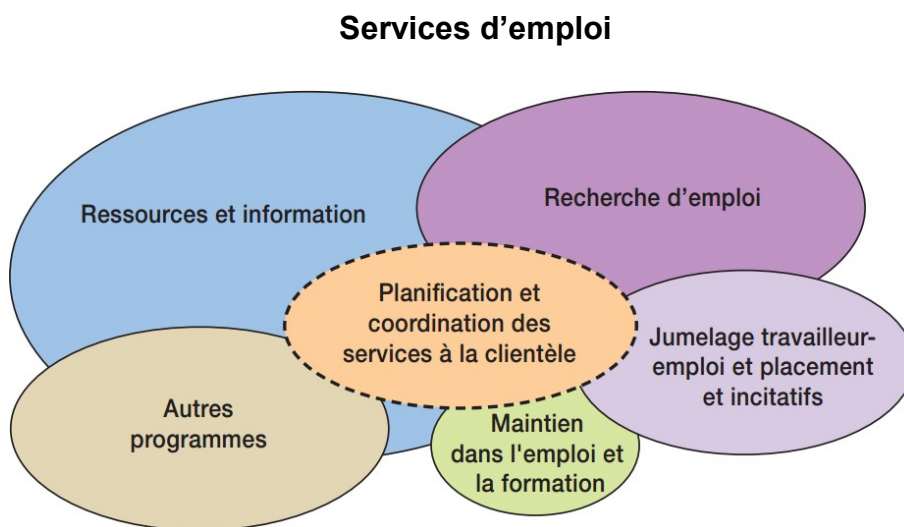 Services d’emploi
Ressources et information
Recherche d’emploi
Planification et
coordination des
services à la clientèle
Jumelage travailleur-
emploi et placement
et incitatifs
Autres
programmes
Maintien
dans l'emploi et
la formation